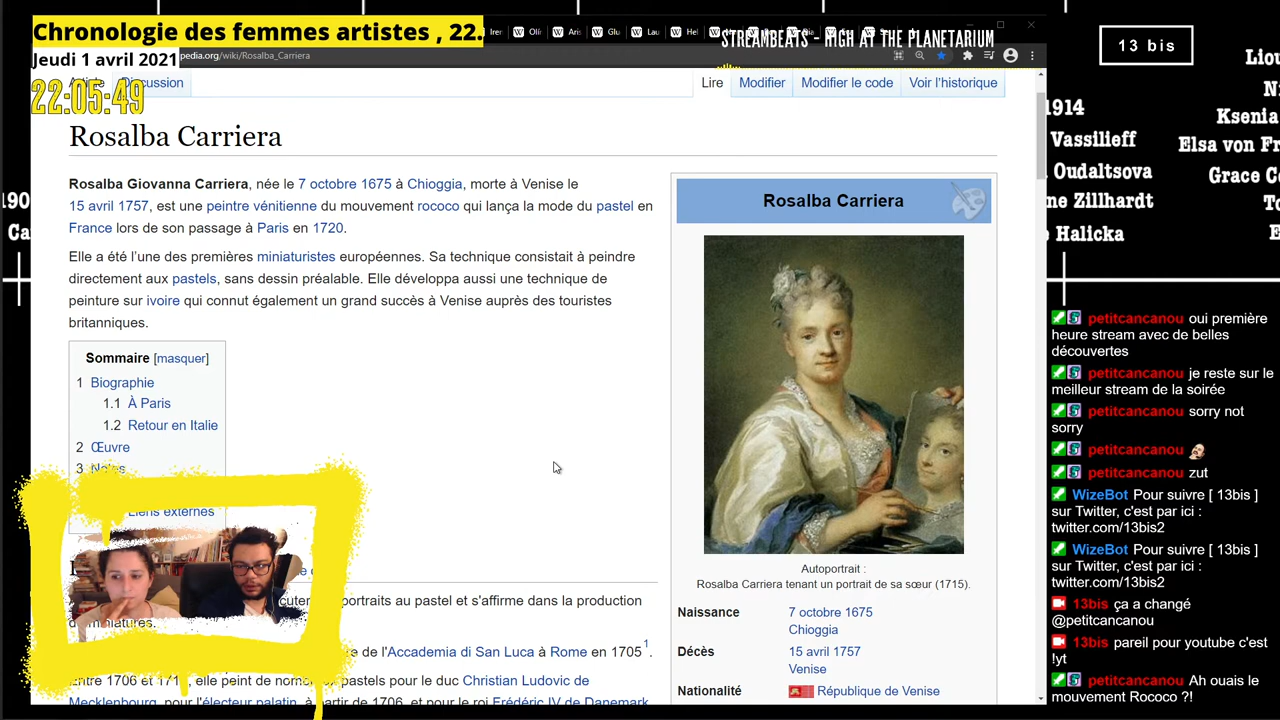 Chronologie des femmes artistes , 22.
Jeudi 1 avril 2021
22:05:49
STREAMBEATS - HIGH AT THE PLANETARIUM
pedia.org/wiki/Rosalba_Carriera
Discussion
Lire
Modifier
Modifier le code
Voir l'historique
Rosalba Carriera
Rosalba Giovanna Carriera, née le 7 octobre 1675 à Chioggia, morte à Venise le
15 avril 1757, est une peintre vénitienne du mouvement rococo qui lança la mode du pastel en
France lors de son passage à Paris en 1720.
Elle a été l'une des premières miniaturistes européennes. Sa technique consistait à peindre
directement aux pastels, sans dessin préalable. Elle développa aussi une technique de
peinture sur ivoire qui connut également un grand succès à Venise auprès des touristes
britanniques.
Sommaire [masquer]
1 Biographie
1.1 À Paris
1.2 Retour en Italie
2 Œuvre
3 Notes
Liens externes
portraits au pastel et s'affirme dans la production
de miniatures.
de l'Accademia di San Luca à Rome en 1705 1.
Entre 1706 et 171 , elle peint de nom pastels pour le duc Christian Ludovic de
Mecklenbourg, pour l'électeur palatin, à partir de 1706, et pour le roi Frédéric IV de Danemark
Rosalba Carriera
Autoportrait :
Rosalba Carriera tenant un portrait de sa sœur (1715).
Naissance 7 octobre 1675
Chioggia
Décès 15 avril 1757
Venise
Nationalité République de Venise
13 bis
1914
Vassilieff
Oudaltsova
ne Zillhardt
Halicka
Liou
Ni
Ksenia
Elsa von Fr
Grace Co
To
E
190
Ca
petitcancanou oui première
heure stream avec de belles
découvertes
petitcancanou je reste sur le
meilleur stream de la soirée
petitcancanou sorry not
sorry
petitcancanou
petitcancanou zut
WizeBot Pour suivre [ 13bis ]
sur Twitter, c'est par ici :
twitter.com/13bis2
WizeBot Pour suivre [ 13bis ]
sur Twitter, c'est par ici :
twitter.com/13bis2
13bis ça a changé
@petitcancanou
13bis pareil pour youtube c'est
!yt
petitcancanou Ah ouais le
mouvement Rococo ?!